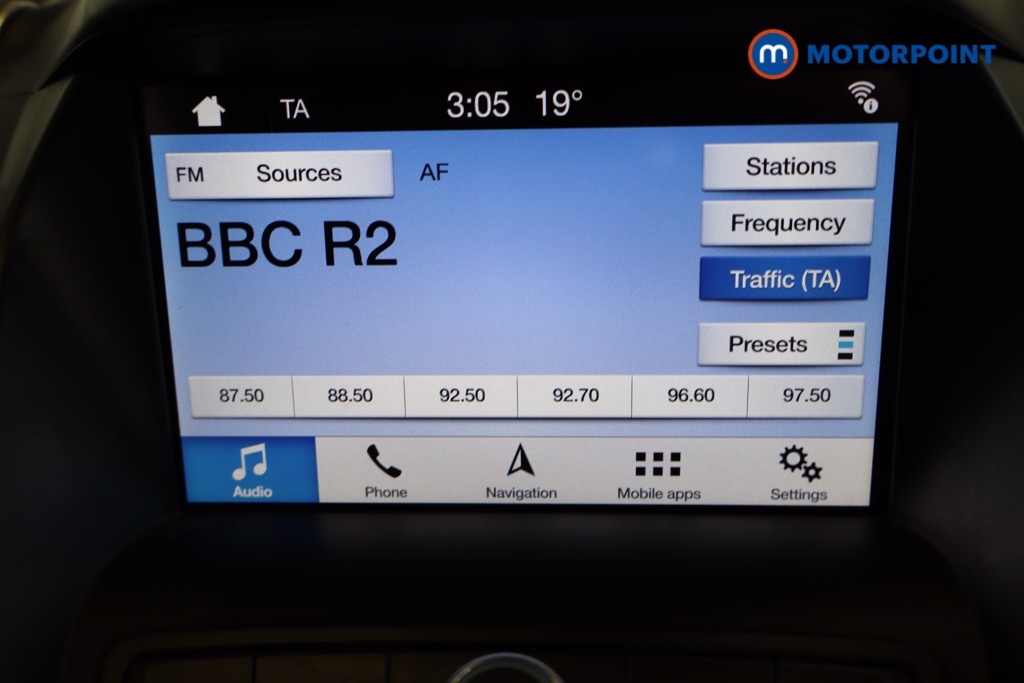 m MOTORPOINT
TA 3:05 19°
FM Sources AF Stations
BBC R2
Frequency
Traffic (TA)
Presets
87.50 88.50 92.50 92.70 96.60 97.50
Audio Phone Navigation Mobile apps Settings